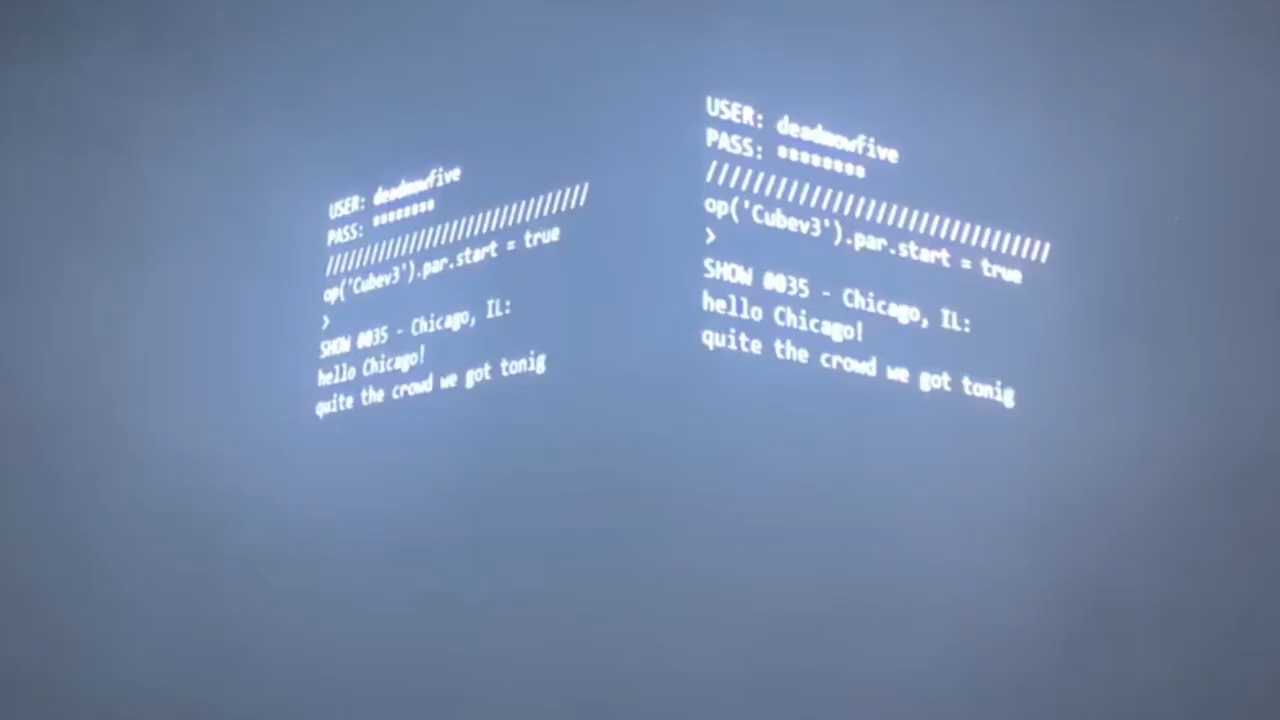 USER: deadmowfive
PASS: ********
//////////////////////////////
op('Cubev3').par.start = true
>
SHOW #035 - Chicago, IL:
hello Chicago!
quite the crowd we got tonig
USER: deadmowfive
PASS: ********
//////////////////////////////
op('Cubev3').par.start = true
>
SHOW #035 - Chicago, IL:
hello Chicago!
quite the crowd we got tonig